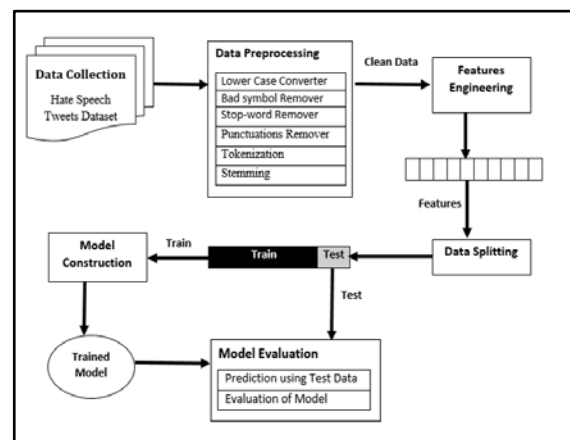 Data Collection
Hate Speech
Tweets Dataset
Data Preprocessing
Lower Case Converter
Bad symbol Remover
Stop-word Remover
Punctuations Remover
Tokenization
Stemming
Clean Data
Features
Engineering
Features
Data Splitting
Train
Test
Test
Train
Model
Construction
Trained
Model
Model Evaluation
Prediction using Test Data
Evaluation of Model